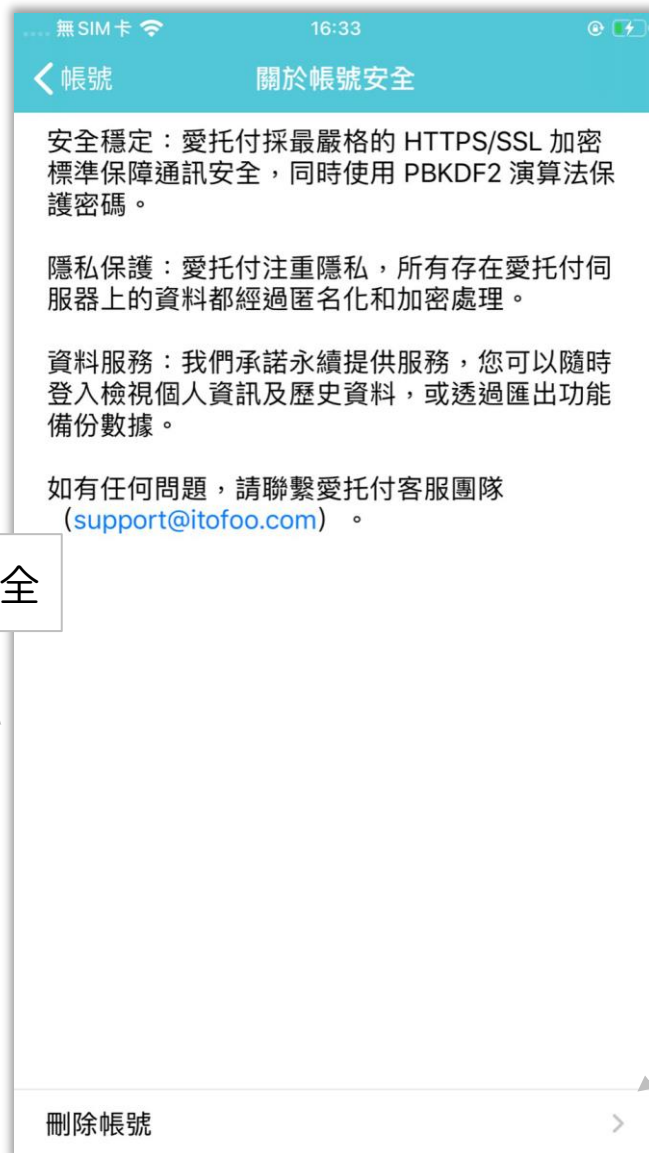 無SIM卡
16:33
帳號
關於帳號安全
安全穩定：愛托付採最嚴格的 HTTPS/SSL 加密
標準保障通訊安全，同時使用 PBKDF2 演算法保
護密碼。
隱私保護：愛托付注重隱私，所有存在愛托付伺
服器上的資料都經過匿名化和加密處理。
資料服務：我們承諾永續提供服務，您可以隨時
登入檢視個人資訊及歷史資料，或透過匯出功能
備份數據。
如有任何問題，請聯繫愛托付客服團隊
（support@itofoo.com）。
全
刪除帳號